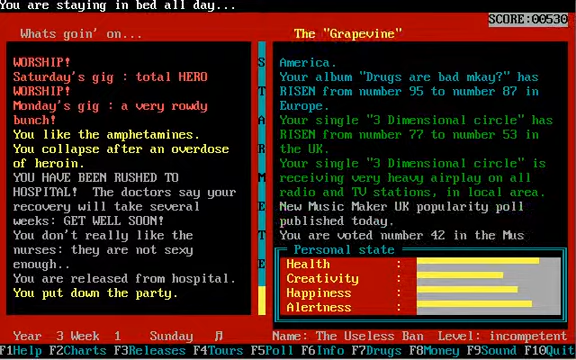 You are staying in bed all day...
SCORE:00530
Whats goin' on...
WORSHIP!
Saturday's gig : total HERO
WORSHIP!
Monday's gig : a very rowdy
bunch!
You like the amphetamines.
You collapse after an overdose
of heroin.
YOU HAVE BEEN RUSHED TO
HOSPITAL!  The doctors say your
recovery will take several
weeks: GET WELL SOON!
You don't really like the
nurses: they are not sexy
enough..
You are released from hospital.
You put down the party.
S
T
A
R
M
E
T
E
The "Grapevine"
America.
Your album "Drugs are bad mkay?" has
RISEN from number 95 to number 87 in
Europe.
Your single "3 Dimensional circle" has
RISEN from number 77 to number 53 in
the UK.
Your single "3 Dimensional circle" is
receiving very heavy airplay on all
radio and TV stations, in local area.
New Music Maker UK popularity poll
published today.
You are voted number 42 in the Mus
Personal state
Health :
Creativity :
Happiness :
Alertness :
Year  3 Week  1  Sunday ♫ Name: The Useless Ban  Level: incompetent
F1Help F2Charts F3Releases F4Tours F5Poll F6Info F7Drugs F8Money F9Sound F10Quit